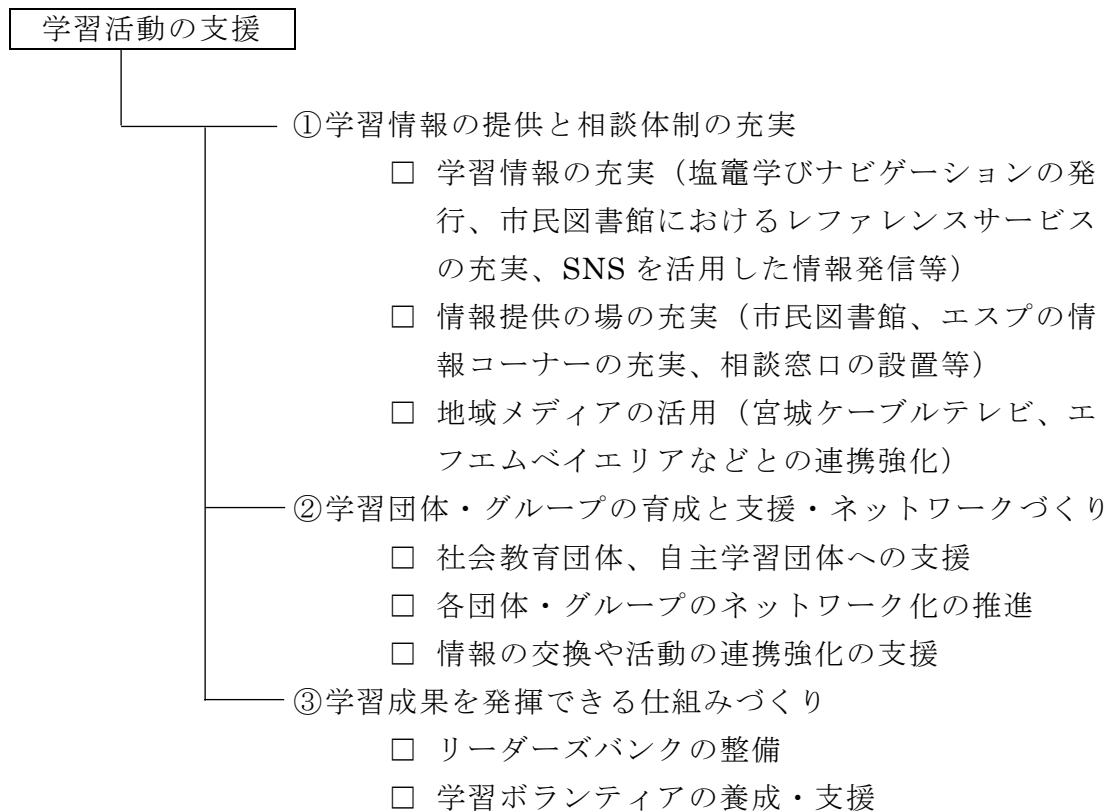 学習活動の支援
①学習情報の提供と相談体制の充実
□ 学習情報の充実（塩竈学びナビゲーションの発
行、市民図書館におけるレファレンスサービス
の充実、SNS を活用した情報発信等）
□ 情報提供の場の充実（市民図書館、エスプの情
報コーナーの充実、相談窓口の設置等）
□ 地域メディアの活用（宮城ケーブルテレビ、エ
フエムベイエリアなどとの連携強化）
②学習団体・グループの育成と支援・ネットワークづくり
□ 社会教育団体、自主学習団体への支援
□ 各団体・グループのネットワーク化の推進
□ 情報の交換や活動の連携強化の支援
③学習成果を発揮できる仕組みづくり
□ リーダーズバンクの整備
□ 学習ボランティアの養成・支援